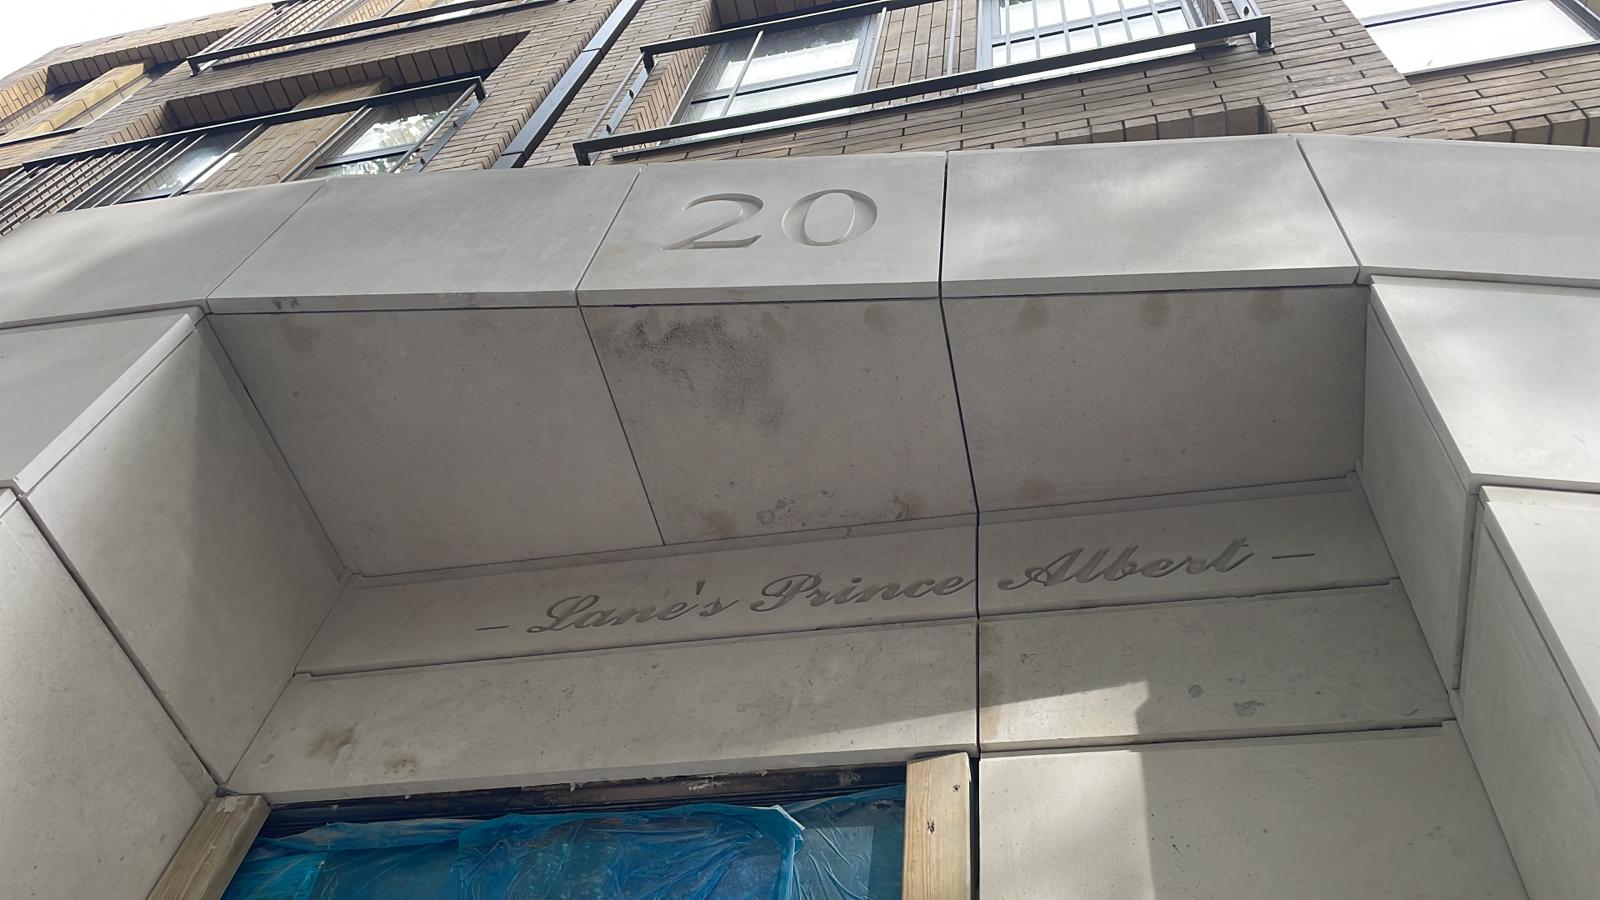 20
– Lane's Prince Albert –